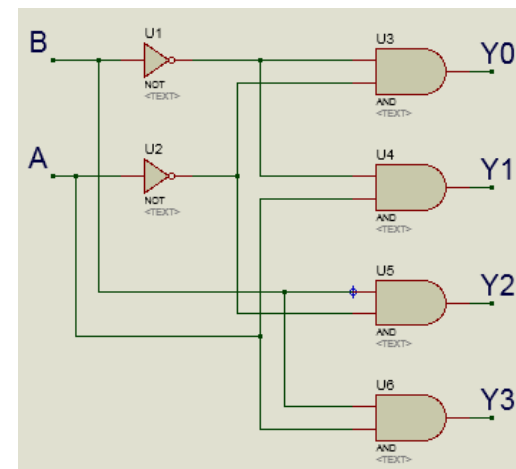 B
U1
NOT
<TEXT>
A
U2
NOT
<TEXT>
U3
AND
<TEXT>
Y0
U4
AND
<TEXT>
Y1
U5
AND
<TEXT>
Y2
U6
AND
<TEXT>
Y3